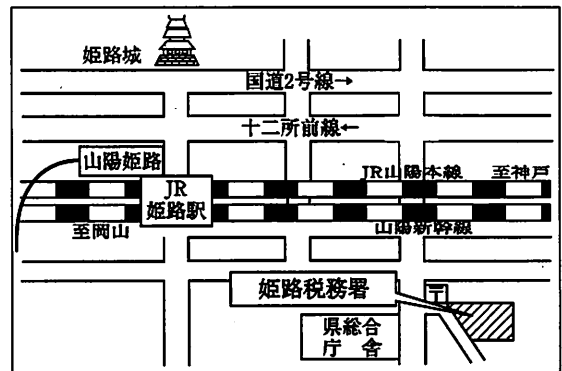 姫路城
国道2号線→
十二所前線←
山陽姫路
JR山陽本線
至神戸
JR
姫路駅
至岡山
山陽新幹線
姫路税務署
〒
県総合
庁 舎